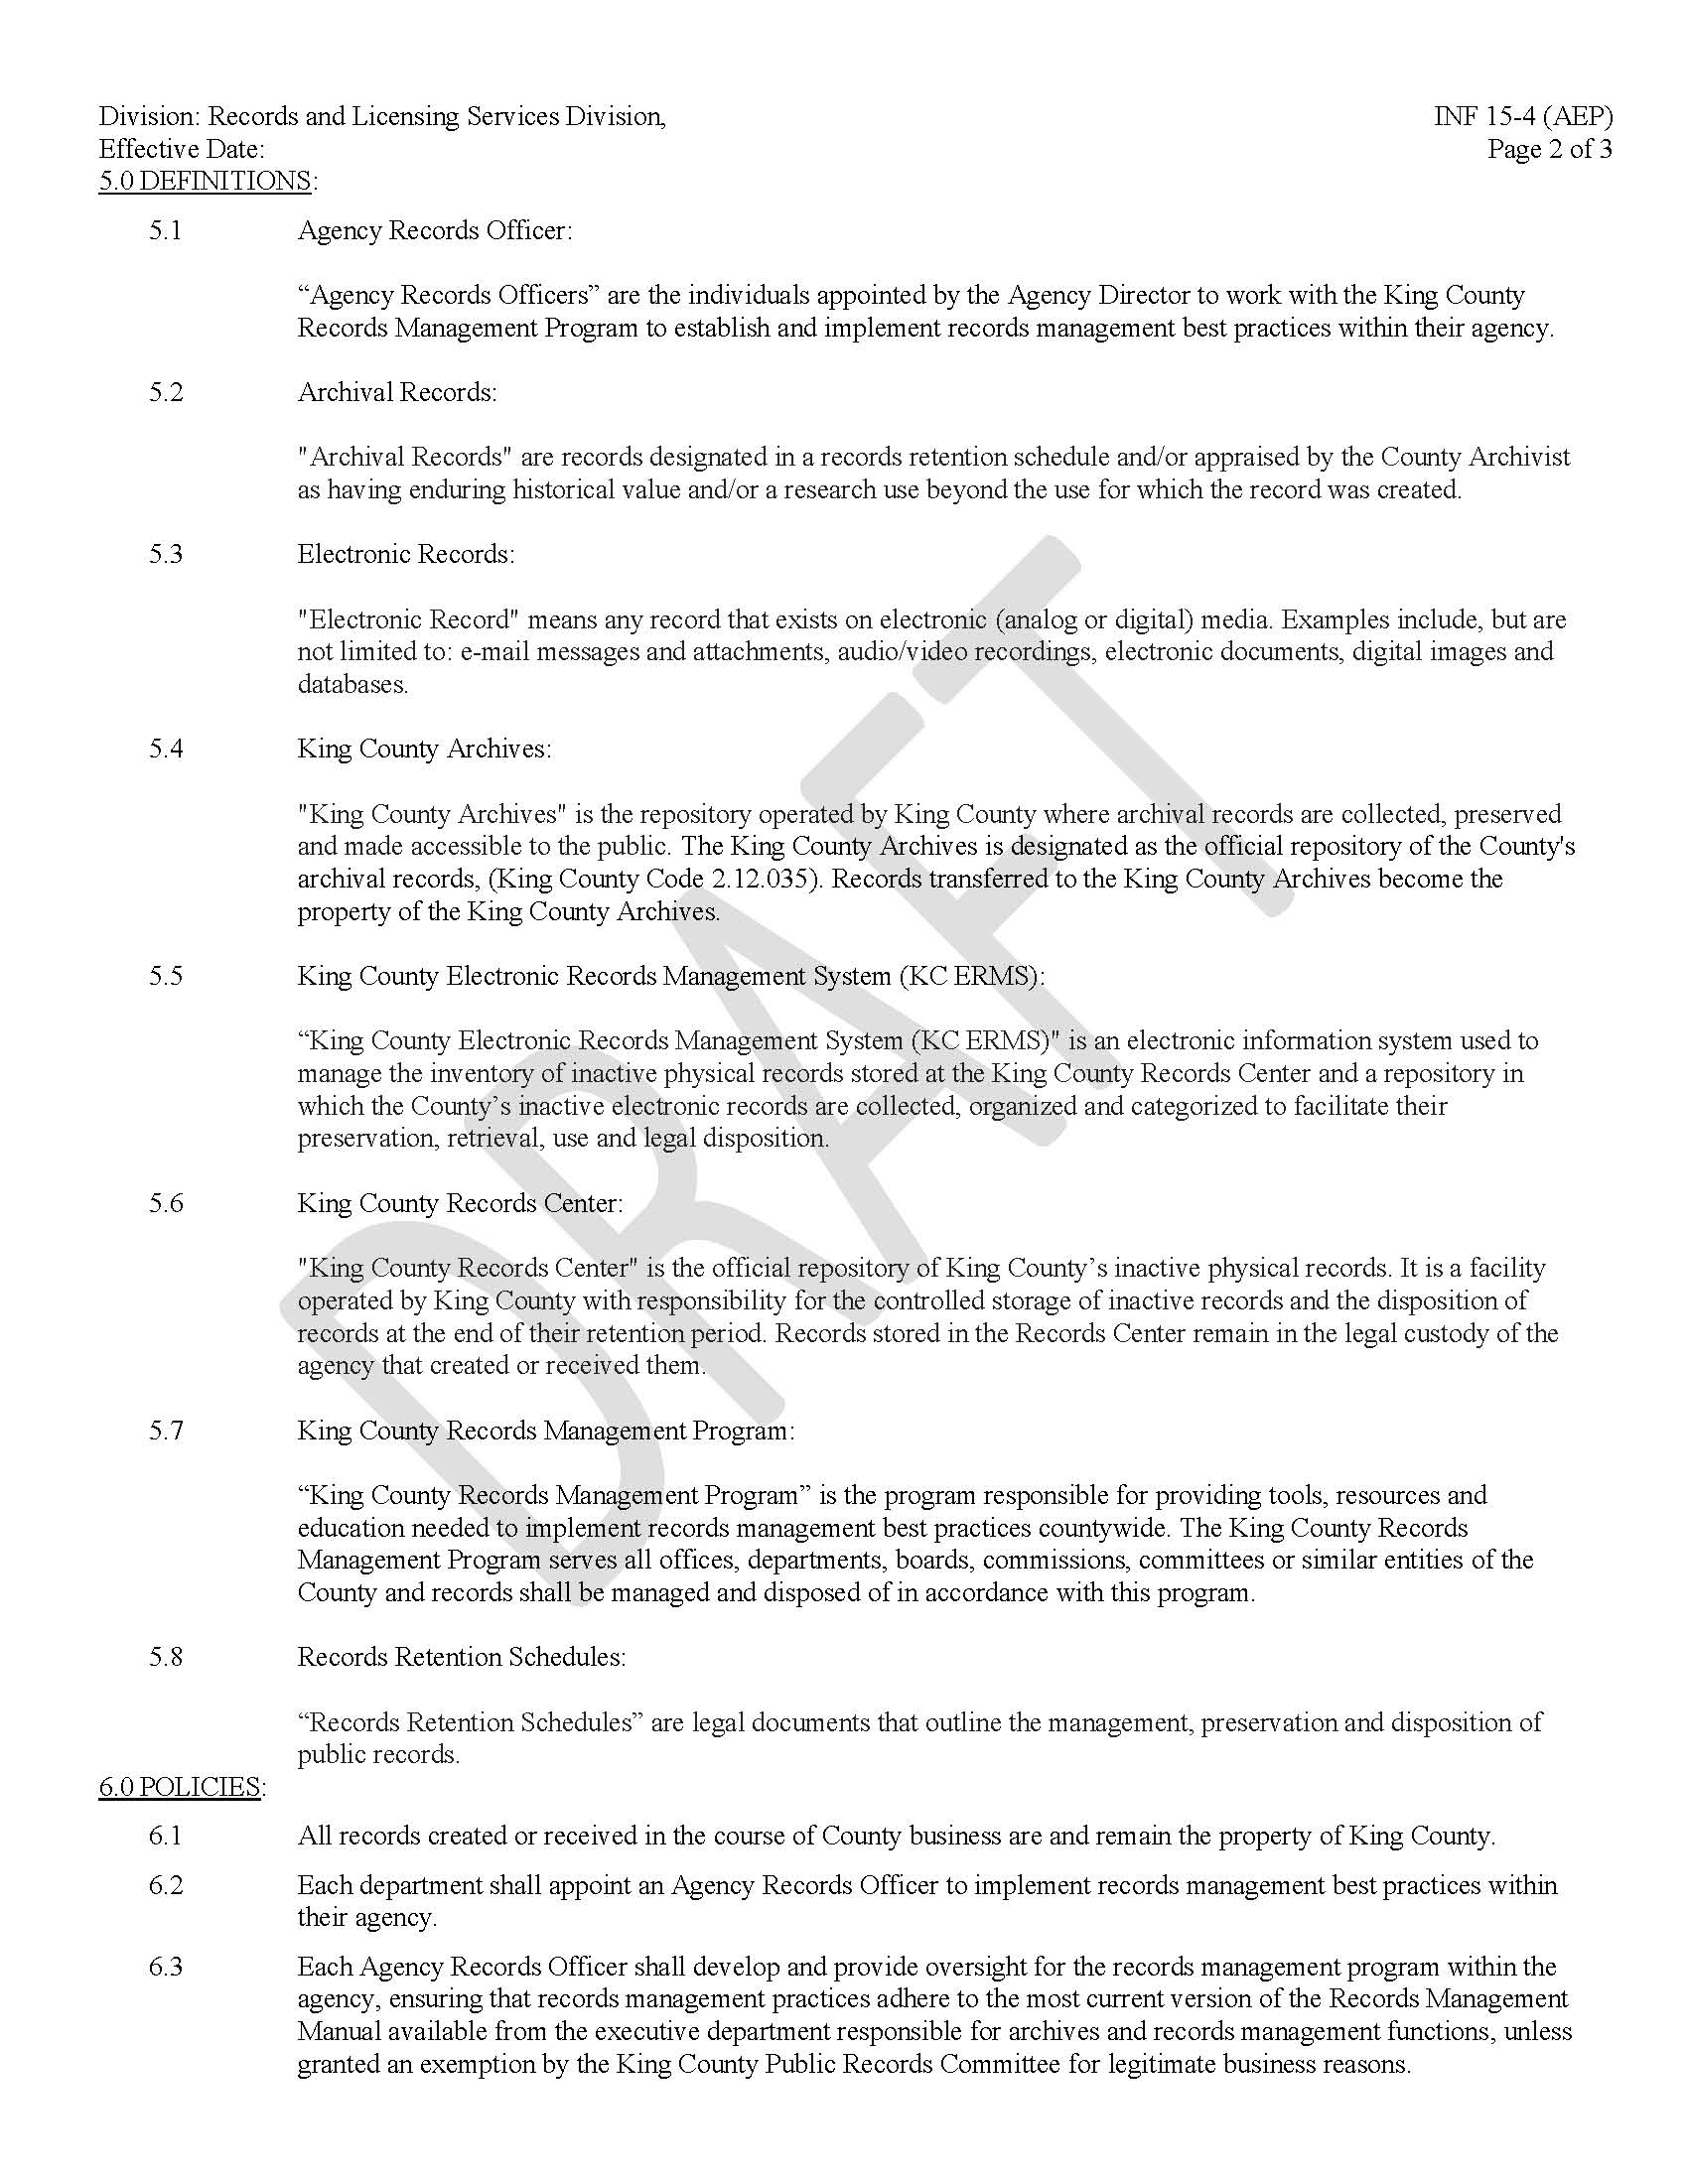 Division: Records and Licensing Services Division,
INF 15-4 (AEP)
Effective Date:
Page 2 of 3
5.0 DEFINITIONS:
5.1 Agency Records Officer:
“Agency Records Officers” are the individuals appointed by the Agency Director to work with the King County
Records Management Program to establish and implement records management best practices within their agency.
5.2 Archival Records:
"Archival Records" are records designated in a records retention schedule and/or appraised by the County Archivist
as having enduring historical value and/or a research use beyond the use for which the record was created.
5.3 Electronic Records:
"Electronic Record" means any record that exists on electronic (analog or digital) media. Examples include, but are
not limited to: e-mail messages and attachments, audio/video recordings, electronic documents, digital images and
databases.
5.4 King County Archives:
"King County Archives" is the repository operated by King County where archival records are collected, preserved
and made accessible to the public. The King County Archives is designated as the official repository of the County's
archival records, (King County Code 2.12.035). Records transferred to the King County Archives become the
property of the King County Archives.
5.5 King County Electronic Records Management System (KC ERMS):
“King County Electronic Records Management System (KC ERMS)" is an electronic information system used to
manage the inventory of inactive physical records stored at the King County Records Center and a repository in
which the County’s inactive electronic records are collected, organized and categorized to facilitate their
preservation, retrieval, use and legal disposition.
5.6 King County Records Center:
"King County Records Center" is the official repository of King County’s inactive physical records. It is a facility
operated by King County with responsibility for the controlled storage of inactive records and the disposition of
records at the end of their retention period. Records stored in the Records Center remain in the legal custody of the
agency that created or received them.
5.7 King County Records Management Program:
“King County Records Management Program” is the program responsible for providing tools, resources and
education needed to implement records management best practices countywide. The King County Records
Management Program serves all offices, departments, boards, commissions, committees or similar entities of the
County and records shall be managed and disposed of in accordance with this program.
5.8 Records Retention Schedules:
“Records Retention Schedules” are legal documents that outline the management, preservation and disposition of
public records.
6.0 POLICIES:
6.1 All records created or received in the course of County business are and remain the property of King County.
6.2 Each department shall appoint an Agency Records Officer to implement records management best practices within
their agency.
6.3 Each Agency Records Officer shall develop and provide oversight for the records management program within the
agency, ensuring that records management practices adhere to the most current version of the Records Management
Manual available from the executive department responsible for archives and records management functions, unless
granted an exemption by the King County Public Records Committee for legitimate business reasons.
DRAFT